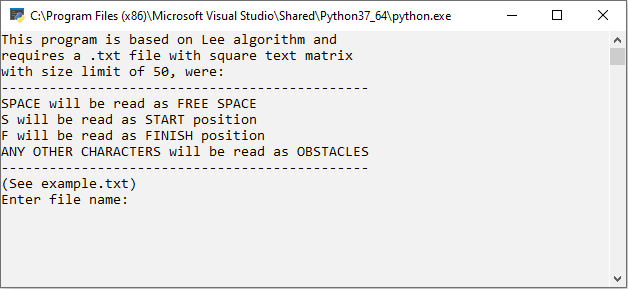 C:\Program Files (x86)\Microsoft Visual Studio\Shared\Python37_64\python.exe
This program is based on Lee algorithm and
requires a .txt file with square text matrix
with size limit of 50, were:
----------------------------------------------
SPACE will be read as FREE SPACE
S will be read as START position
F will be read as FINISH position
ANY OTHER CHARACTERS will be read as OBSTACLES
----------------------------------------------
(See example.txt)
Enter file name: